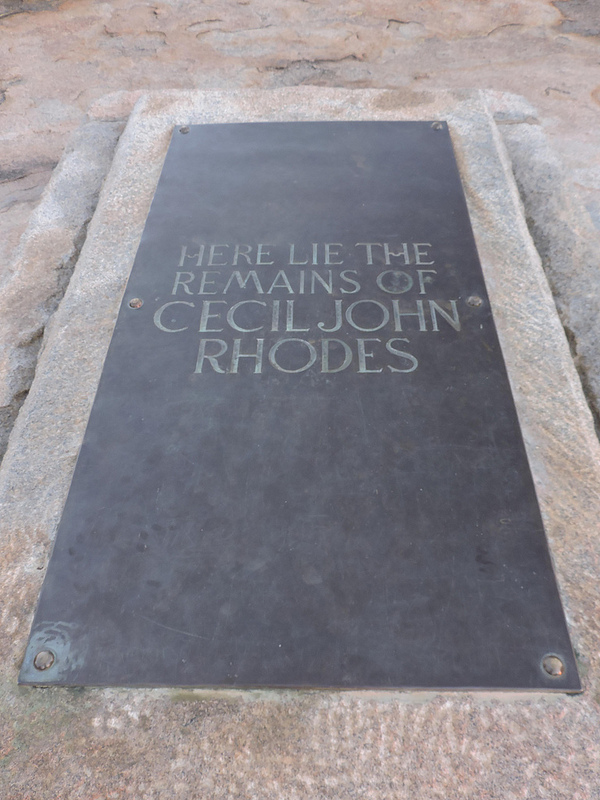 HERE LIE THE
REMAINS OF
CECIL JOHN
RHODES